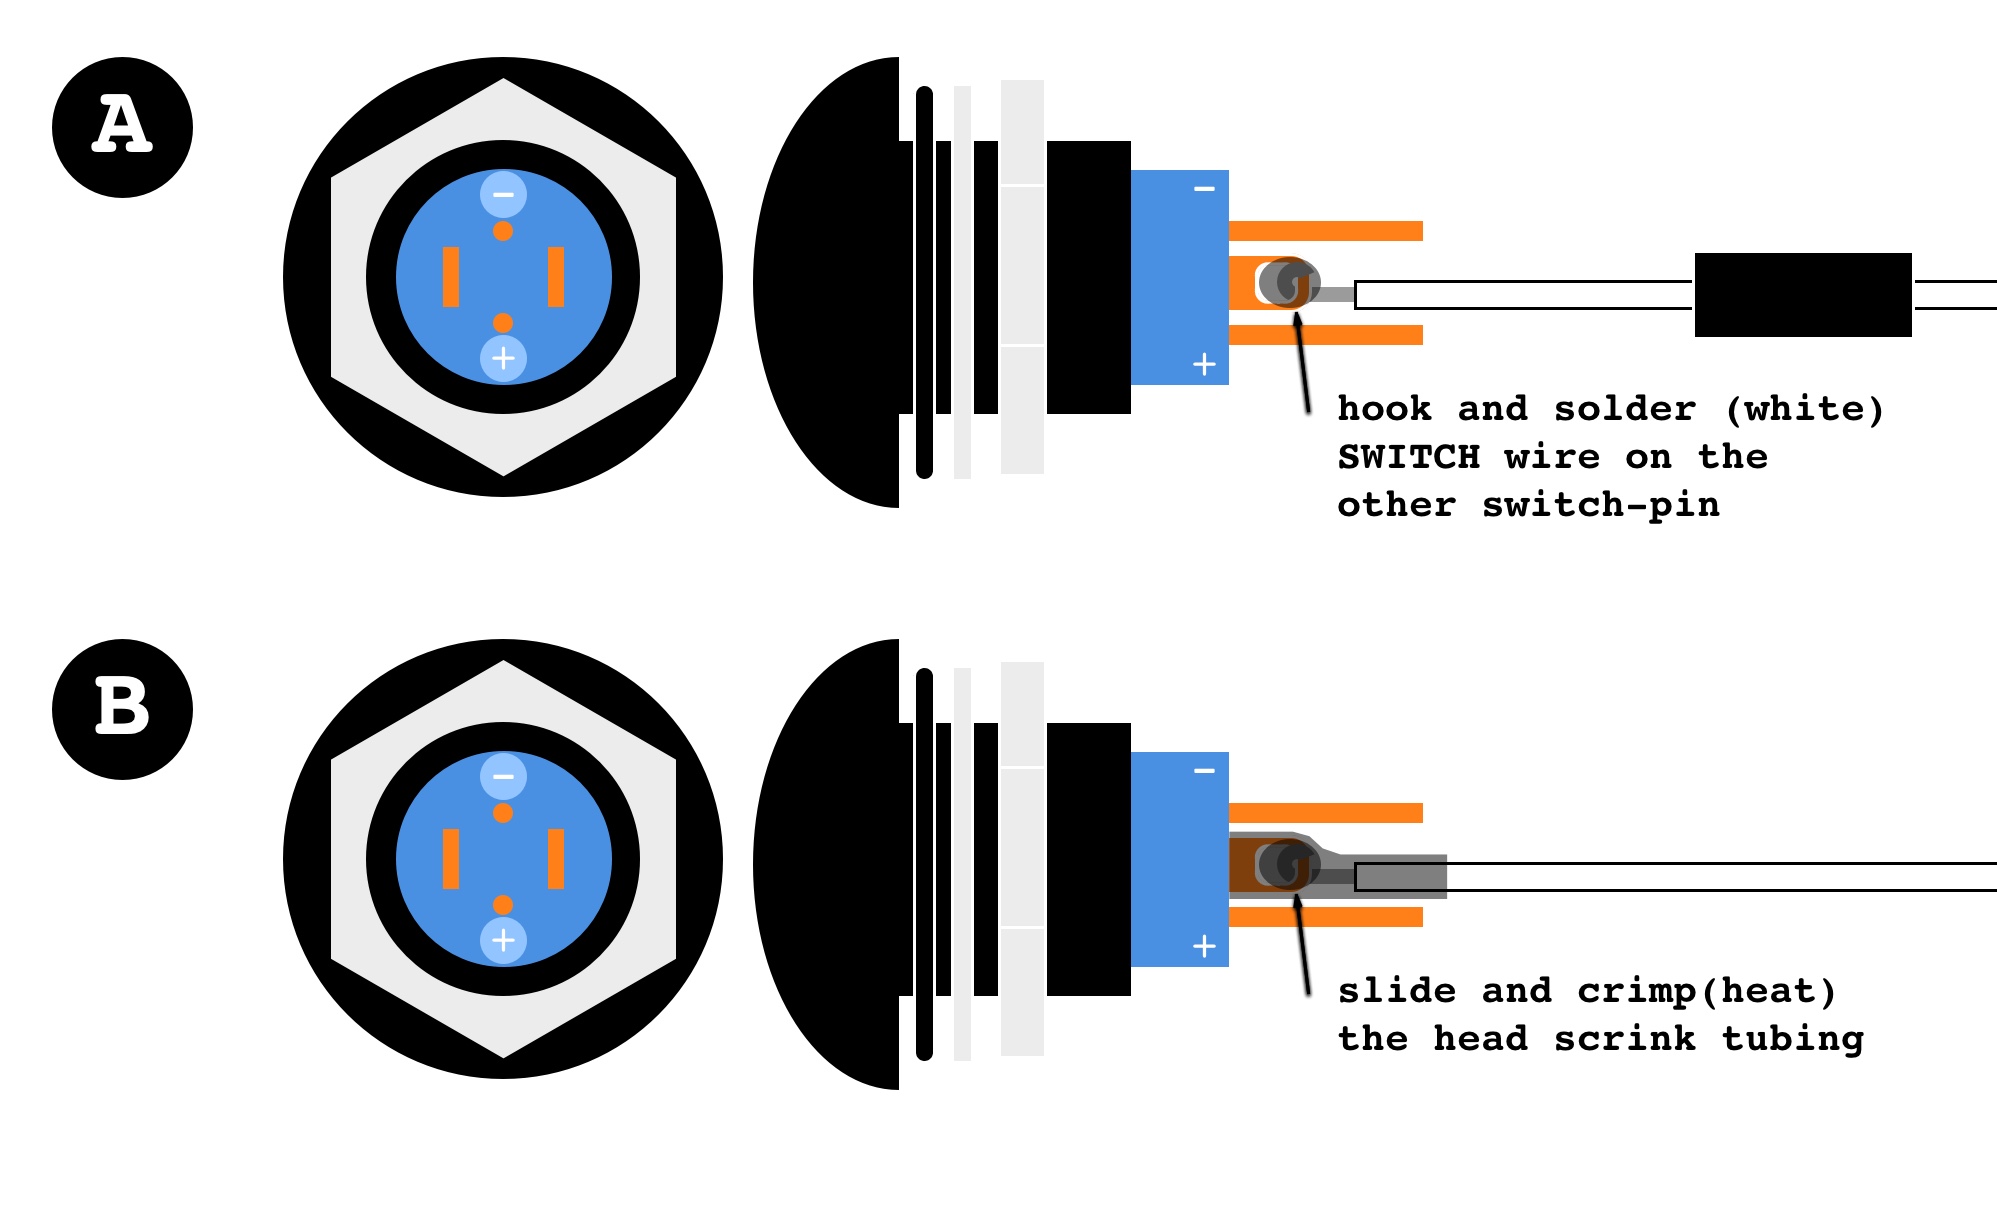 A
−
−
+
+
hook and solder (white)
SWITCH wire on the
other switch-pin
B
−
−
+
+
slide and crimp(heat)
the head scrink tubing